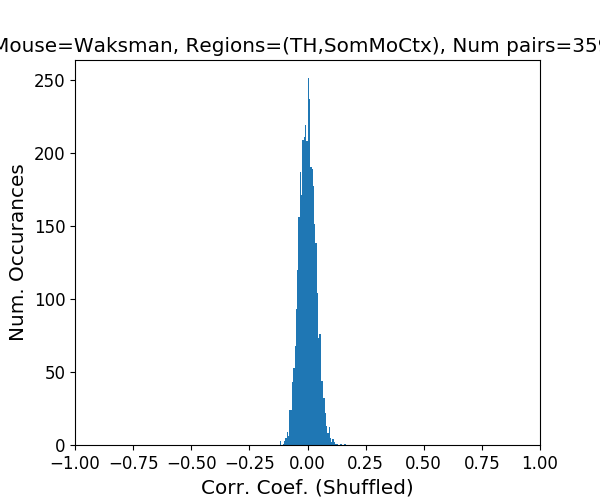 Mouse=Waksman, Regions=(TH,SomMoCtx), Num pairs=359
Num. Occurances
250
200
150
100
50
0
−1.00 −0.75 −0.50 −0.25 0.00 0.25 0.50 0.75 1.00
Corr. Coef. (Shuffled)